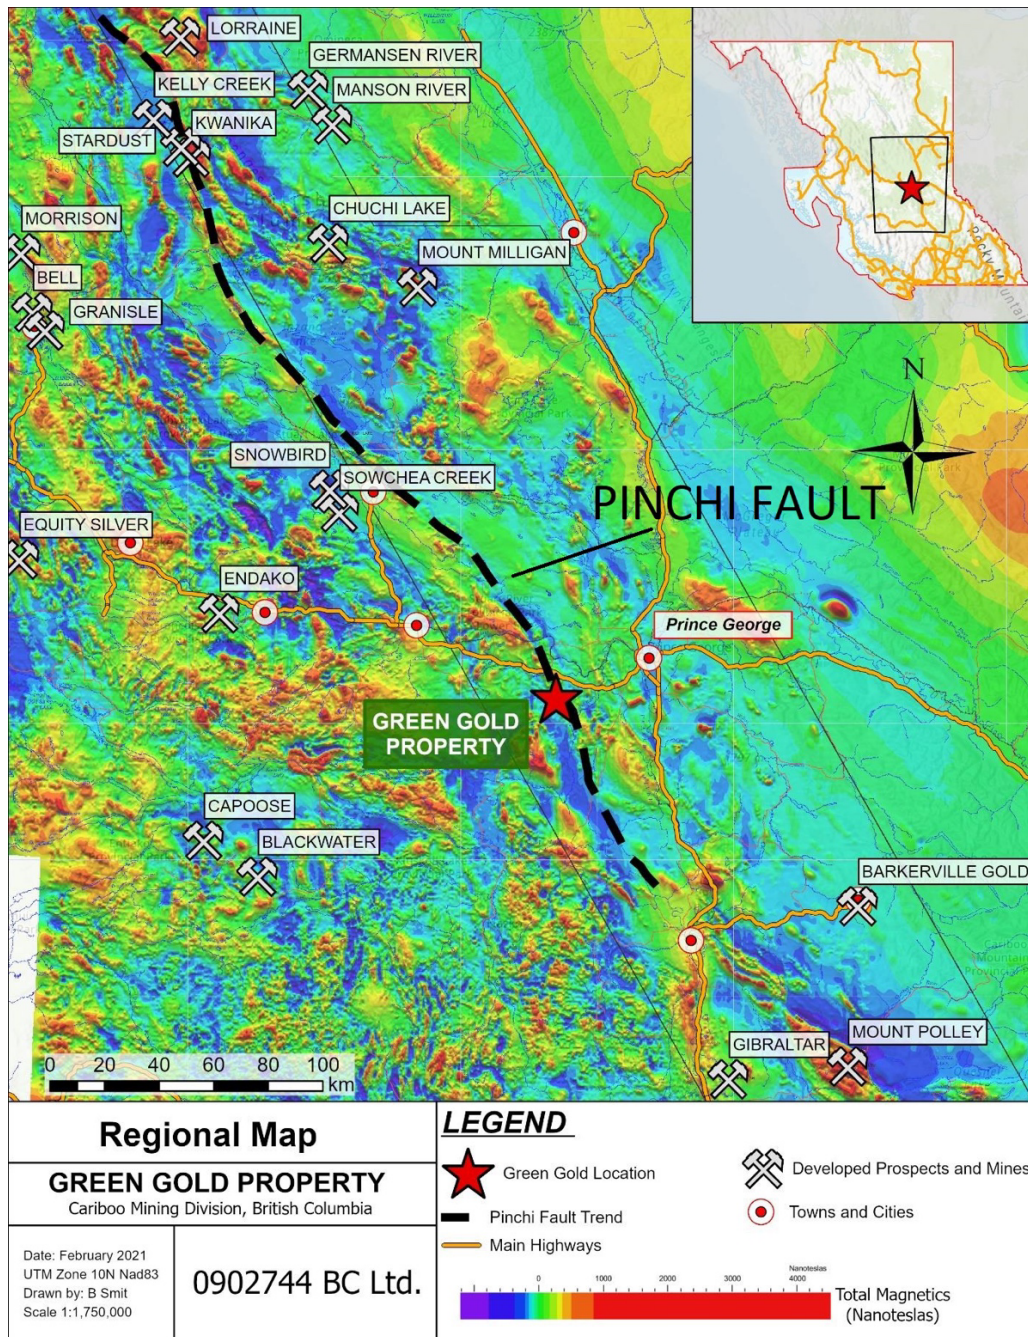 LORRAINE
GERMANSEN RIVER
KELLY CREEK
MANSON RIVER
STARDUST
KWANIKA
CHUCHI LAKE
MORRISON
MOUNT MILLIGAN
BELL
GRANISLE
Rocky Mountai
N
SNOWBIRD
SOWCHEA CREEK
PINCHI FAULT
EQUITY SILVER
ENDAKO
Prince George
GREEN GOLD
PROPERTY
CAPOOSE
BLACKWATER
BARKERVILLE GOLD
GIBRALTAR
MOUNT POLLEY
0 20 40 60 80 100
km
Regional Map
GREEN GOLD PROPERTY
Cariboo Mining Division, British Columbia
Date: February 2021
UTM Zone 10N Nad83
Drawn by: B Smit
Scale 1:1,750,000
0902744 BC Ltd.
LEGEND
Green Gold Location
Developed Prospects and Mines
Pinchi Fault Trend
Towns and Cities
Main Highways
Nanoteslas
0 1000 2000 3000 4000
Total Magnetics
(Nanoteslas)